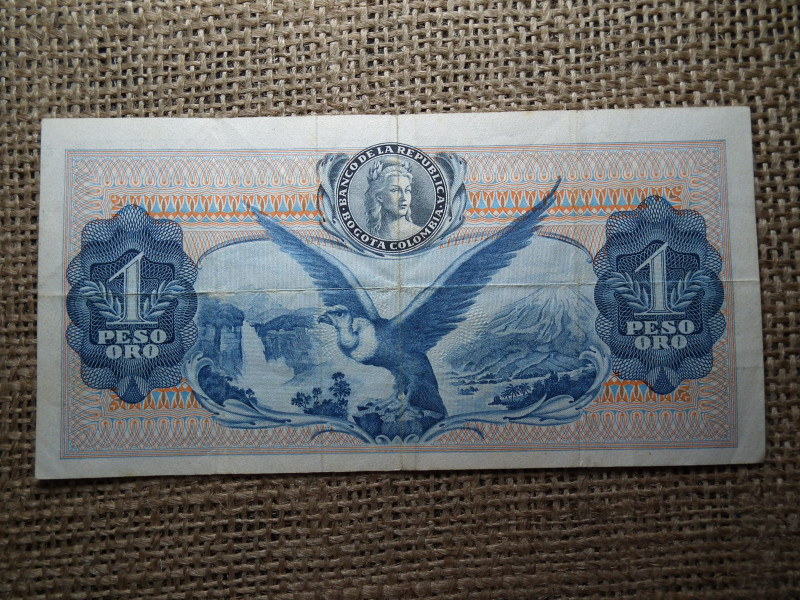 BANCO DE LA REPUBLICA
BOGOTA COLOMBIA
1
PESO
ORO
1
PESO
ORO